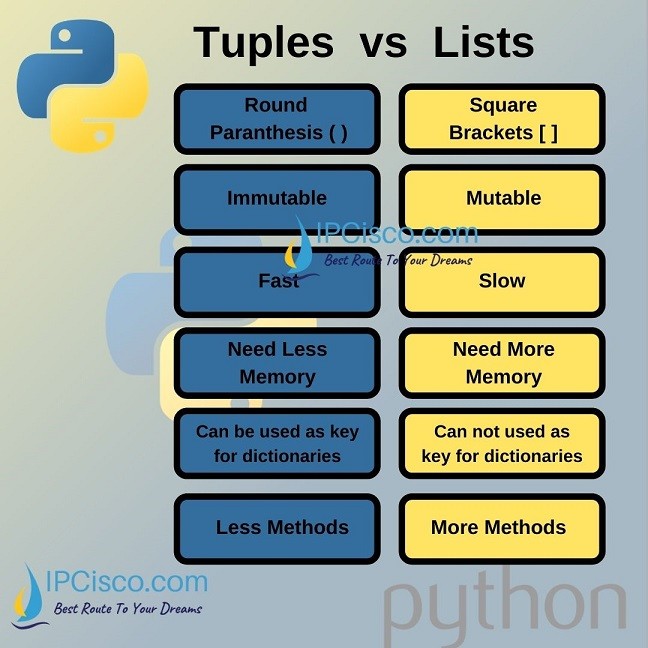 Tuples vs Lists
Round
Paranthesis ( )
Square
Brackets [ ]
Immutable
Mutable
IPCisco.com
Best Route To Your Dreams
Fast
Slow
Need Less
Memory
Need More
Memory
Can be used as key
for dictionaries
Can not used as
key for dictionaries
Less Methods
More Methods
IPCisco.com
Best Route To Your Dreams
python